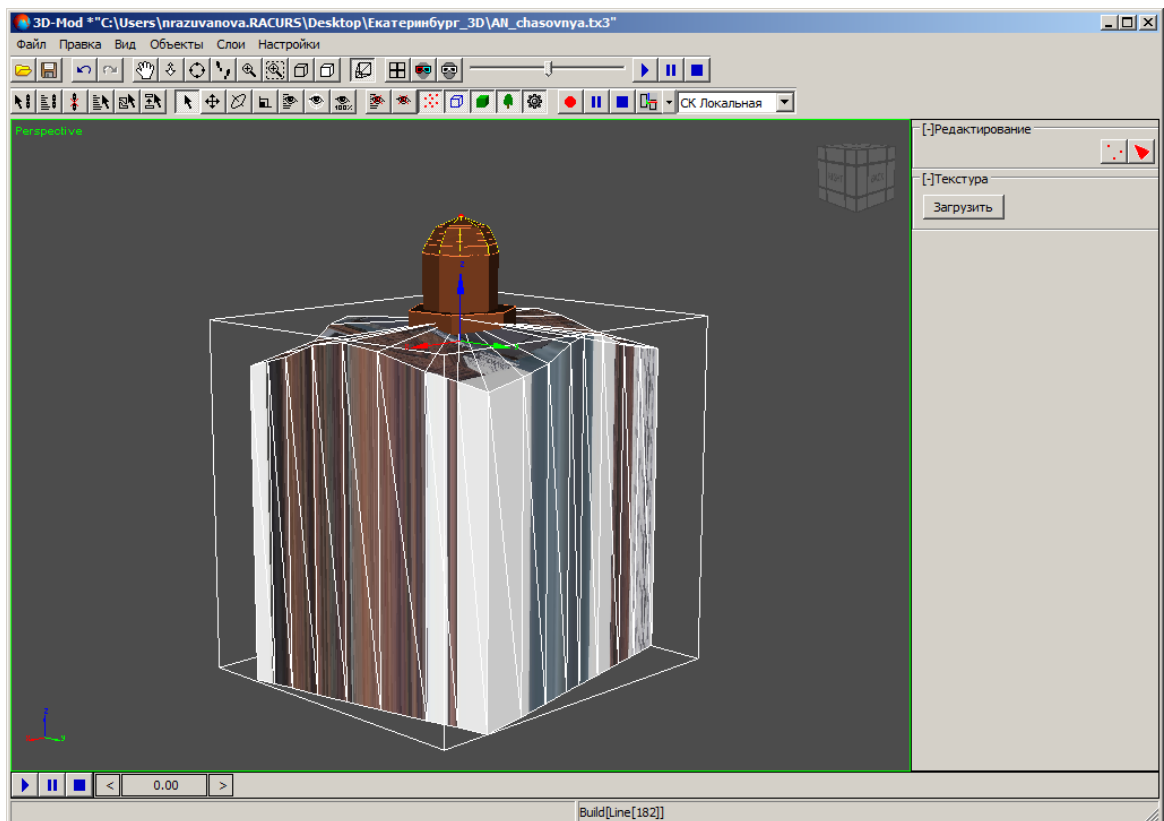 3D-Mod *"C:\Users\nrazuvanova.RACURS\Desktop\Екатеринбург_3D\AN_chasovnya.tx3"
Файл Правка Вид Объекты Слои Настройки
100%
СК Локальная
Perspective
[-]Редактирование
[-]Текстура
Загрузить
z
z
x
y
< 0.00 >
Build[Line[182]]